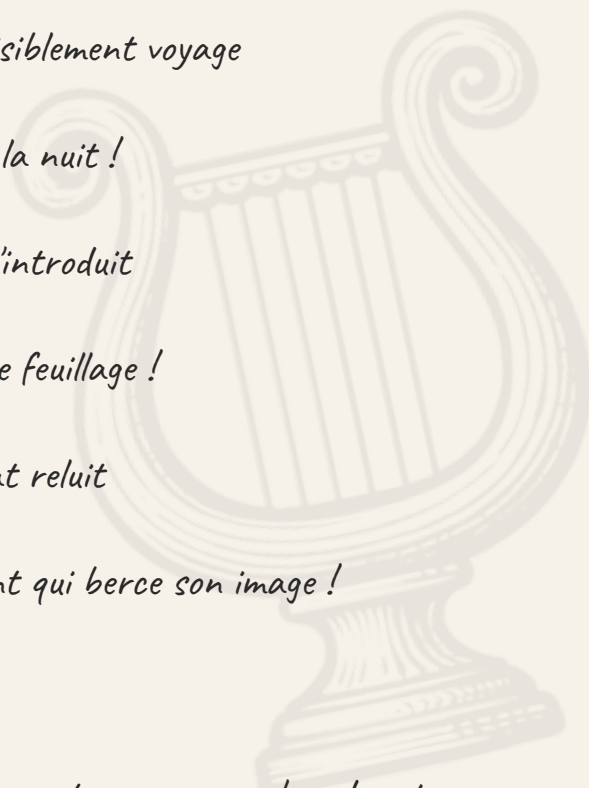 siblement voyage
la nuit !
'introduit
e feuillage !
t reluit
nt qui berce son image !